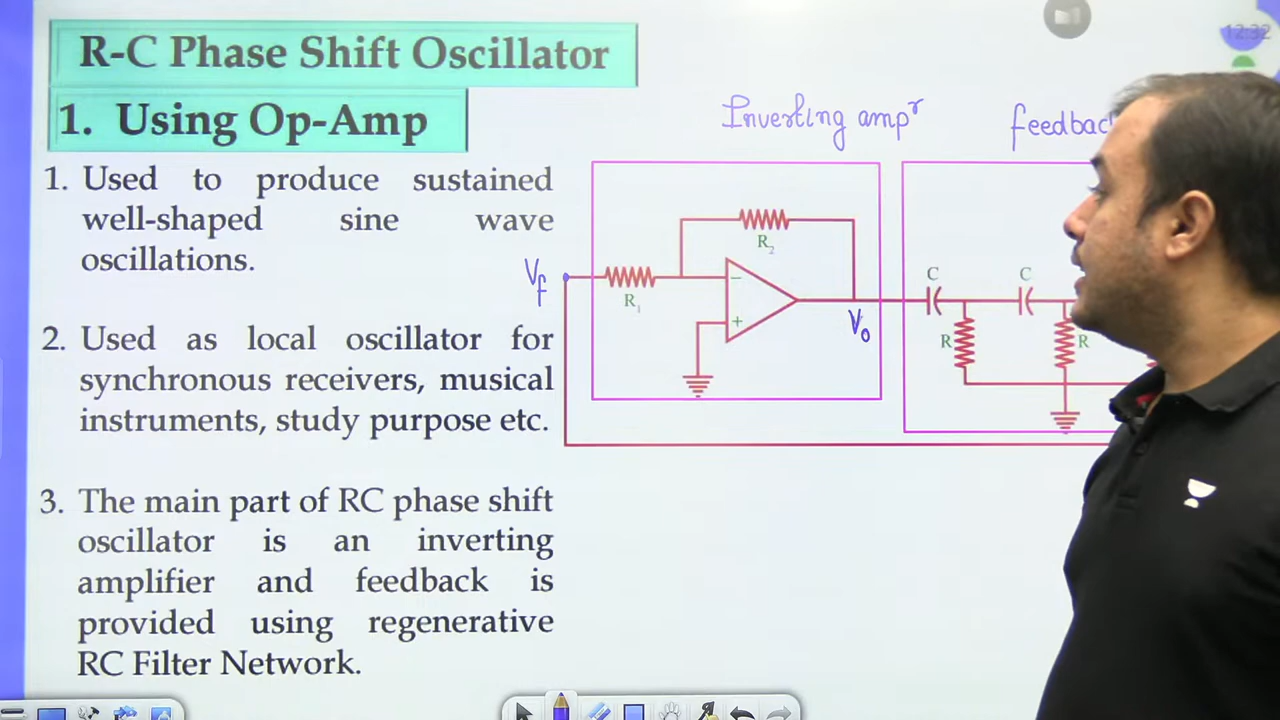 12:32
R-C Phase Shift Oscillator
1. Using Op-Amp
Inverting ampʳ
feedbac
1. Used to produce sustained
well-shaped sine wave
oscillations.
2. Used as local oscillator for
synchronous receivers, musical
instruments, study purpose etc.
3. The main part of RC phase shift
oscillator is an inverting
amplifier and feedback is
provided using regenerative
RC Filter Network.
Vf
R₁
R₂
−
+
V₀
C
C
R
R